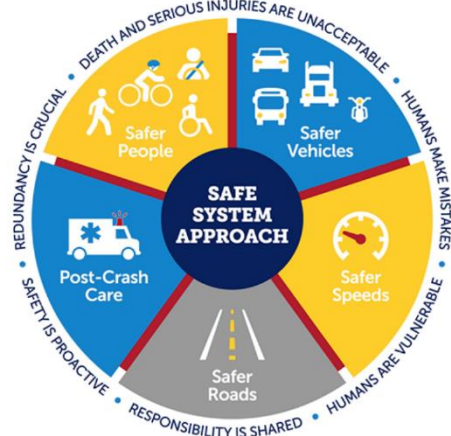 DEATH AND SERIOUS INJURIES ARE UNACCEPTABLE
HUMANS MAKE MISTAKES
HUMANS ARE VULNERABLE
RESPONSIBILITY IS SHARED
SAFETY IS PROACTIVE
REDUNDANCY IS CRUCIAL
Safer
People
Safer
Vehicles
SAFE
SYSTEM
APPROACH
Post-Crash
Care
Safer
Speeds
Safer
Roads